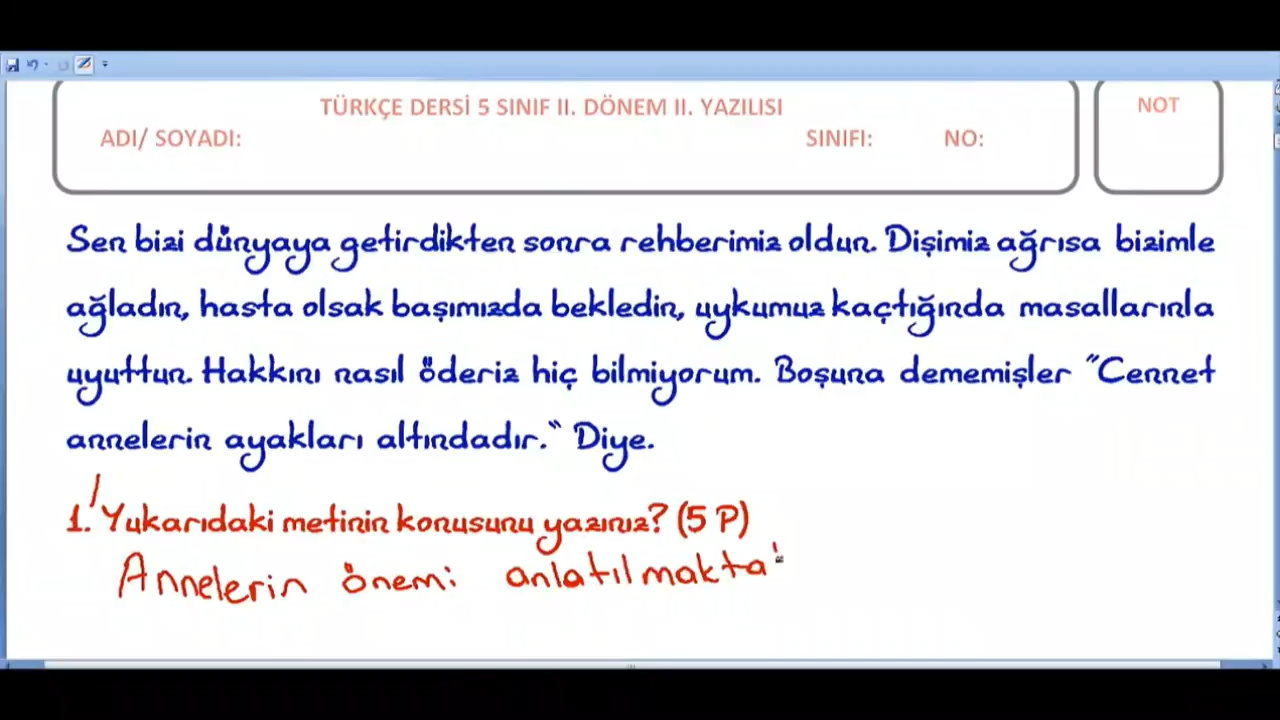 TÜRKÇE DERSİ 5 SINIF II. DÖNEM II. YAZILISI
NOT
ADI/ SOYADI: SINIFI: NO:
Sen bizi dünyaya getirdikten sonra rehberimiz oldun. Dişimiz ağrısa bizimle
ağladın, hasta olsak başımızda bekledin, uykumuz kaçtığında masallarınla
uyuttun. Hakkını nasıl öderiz hiç bilmiyorum. Boşuna dememişler "Cennet
annelerin ayakları altındadır." Diye.
1. Yukarıdaki metinin konusunu yazınız? (5 P)
Annelerin önemi anlatılmakta